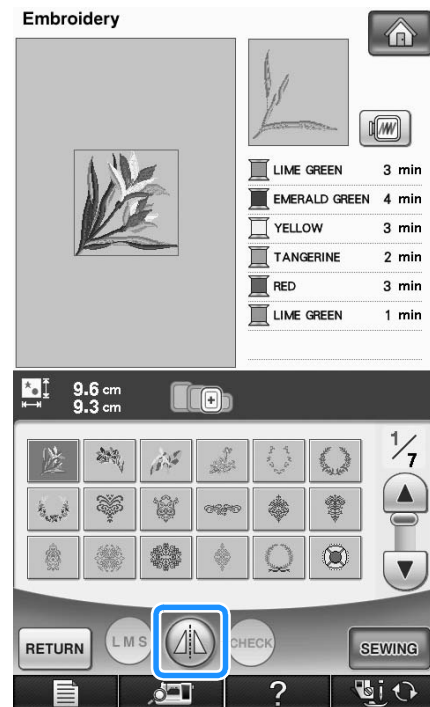 Embroidery
LIME GREEN 3 min
EMERALD GREEN 4 min
YELLOW 3 min
TANGERINE 2 min
RED 3 min
LIME GREEN 1 min
9.6 cm
9.3 cm
1/7
RETURN
L M S
CHECK
SEWING
?